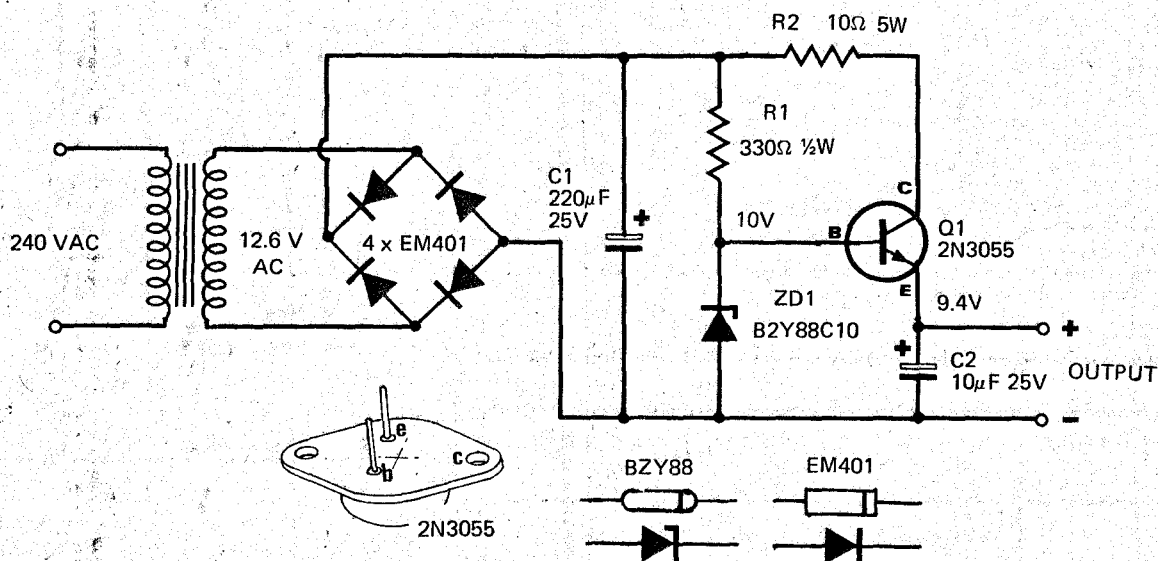 R2 10Ω 5W
R1
330Ω ½W
C1
220µF
25V
+
10V
B
C
E
Q1
2N3055
240 VAC
12.6 V
AC
4 x EM401
ZD1
B2Y88C10
9.4V
+
+
C2
10µF 25V
OUTPUT
−
e
c
b
2N3055
BZY88
EM401